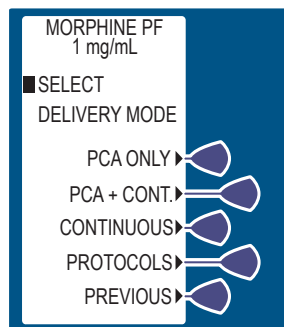 MORPHINE PF
1 mg/mL
SELECT
DELIVERY MODE
PCA ONLY
PCA + CONT.
CONTINUOUS
PROTOCOLS
PREVIOUS